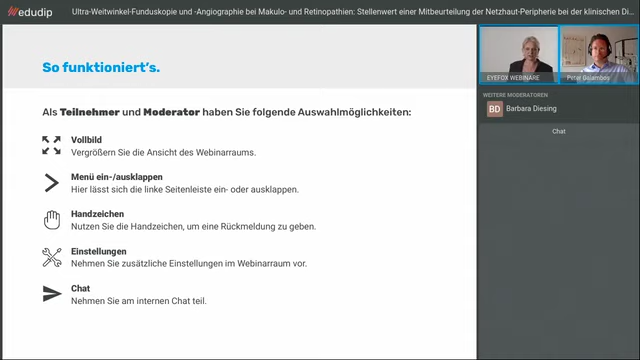 edudip
Ultra-Weitwinkel-Funduskopie und -Angiographie bei Makulo- und Retinopathien: Stellenwert einer Mitbeurteilung der Netzhaut-Peripherie bei der klinischen Di...
So funktioniert's.
Als Teilnehmer und Moderator haben Sie folgende Auswahlmöglichkeiten:
Vollbild
Vergrößern Sie die Ansicht des Webinarraums.
Menü ein-/ausklappen
Hier lässt sich die linke Seitenleiste ein- oder ausklappen.
Handzeichen
Nutzen Sie die Handzeichen, um eine Rückmeldung zu geben.
Einstellungen
Nehmen Sie zusätzliche Einstellungen im Webinarraum vor.
Chat
Nehmen Sie am internen Chat teil.
EYEFOX WEBINARE
Peter Galambos
WEITERE MODERATOREN
BD
Barbara Diesing
Chat